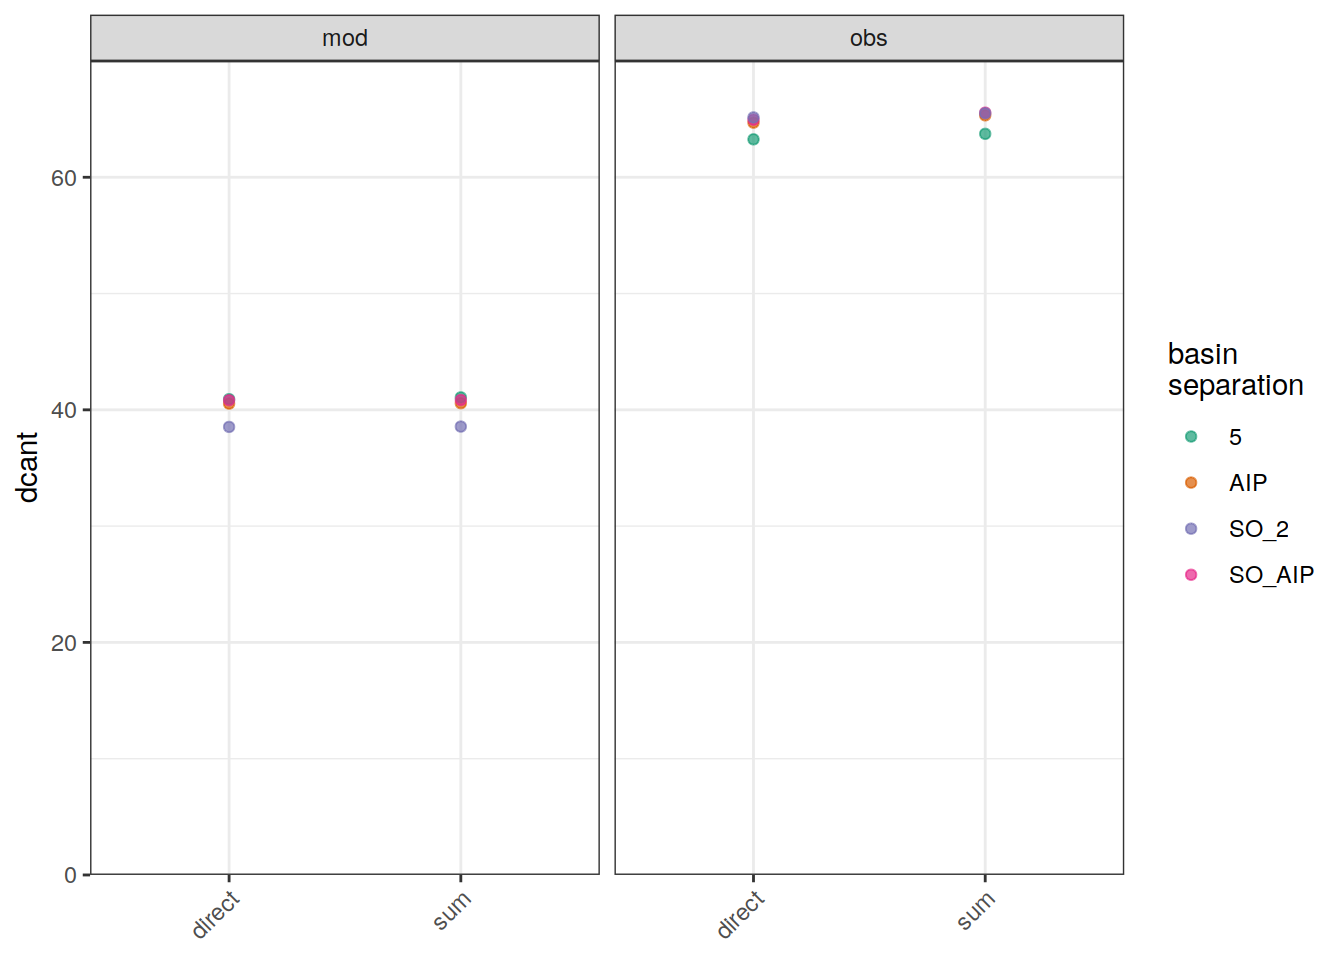 mod
obs
dcant
60
40
20
0
direct
sum
direct
sum
basin
separation
5
AIP
SO_2
SO_AIP